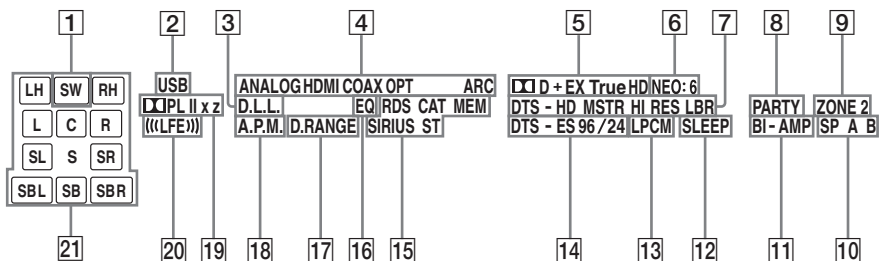 1 2 3 4 5 6 7 8 9
LH SW RH USB ANALOG HDMI COAX OPT ARC D + EX True HD NEO: 6
L C R PL II x z D.L.L. EQ RDS CAT MEM DTS - HD MSTR HI RES LBR PARTY ZONE 2
(((LFE))) A.P.M. D.RANGE SIRIUS ST DTS - ES 96/24 LPCM SLEEP BI - AMP SP A B
SL S SR
SBL SB SBR
21 20 19 18 17 16 15 14 13 12 11 10